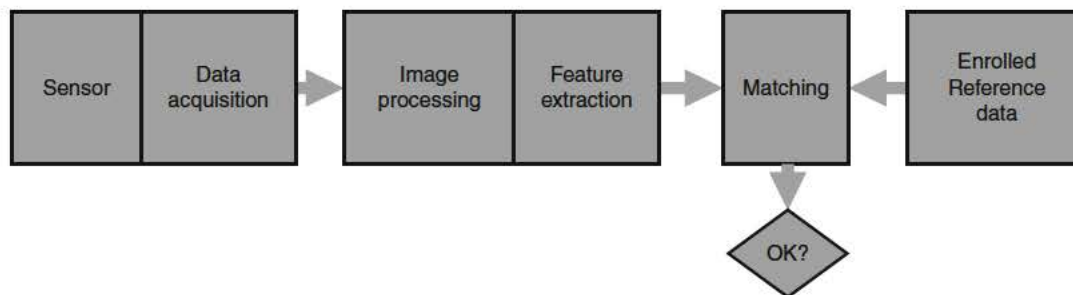 Sensor
Data
acquisition
Image
processing
Feature
extraction
Matching
Enrolled
Reference
data
OK?